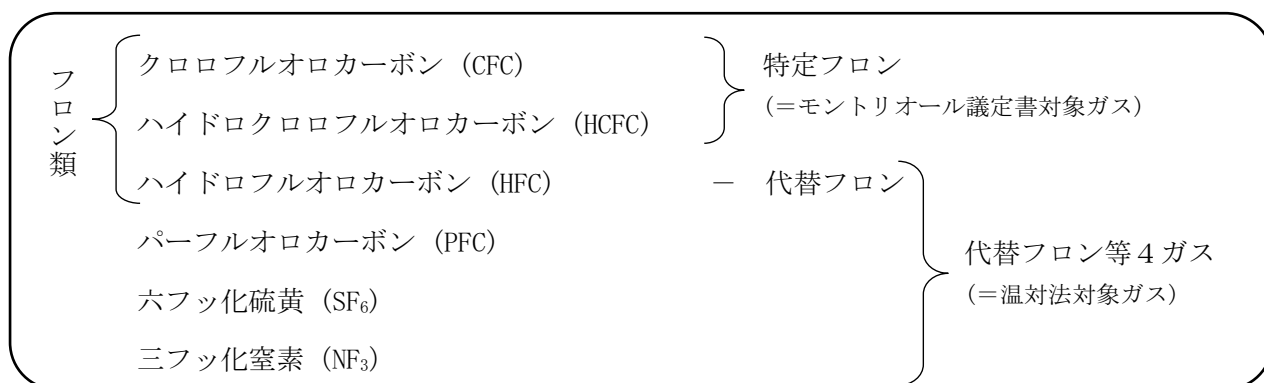 フロン類
クロロフルオロカーボン (CFC)
ハイドロクロロフルオロカーボン (HCFC)
特定フロン
(=モントリオール議定書対象ガス)
ハイドロフルオロカーボン (HFC) － 代替フロン
パーフルオロカーボン (PFC)
六フッ化硫黄 (SF₆)
三フッ化窒素 (NF₃)
代替フロン等4ガス
(=温対法対象ガス)